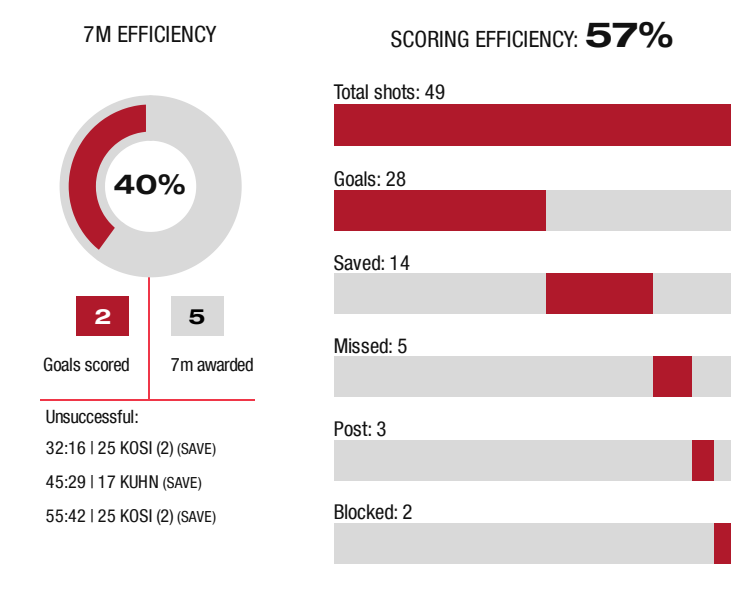 7M EFFICIENCY
40%
2
5
Goals scored
7m awarded
Unsuccessful:
32:16 | 25 KOSI (2) (SAVE)
45:29 | 17 KUHN (SAVE)
55:42 | 25 KOSI (2) (SAVE)
SCORING EFFICIENCY: 57%
Total shots: 49
Goals: 28
Saved: 14
Missed: 5
Post: 3
Blocked: 2